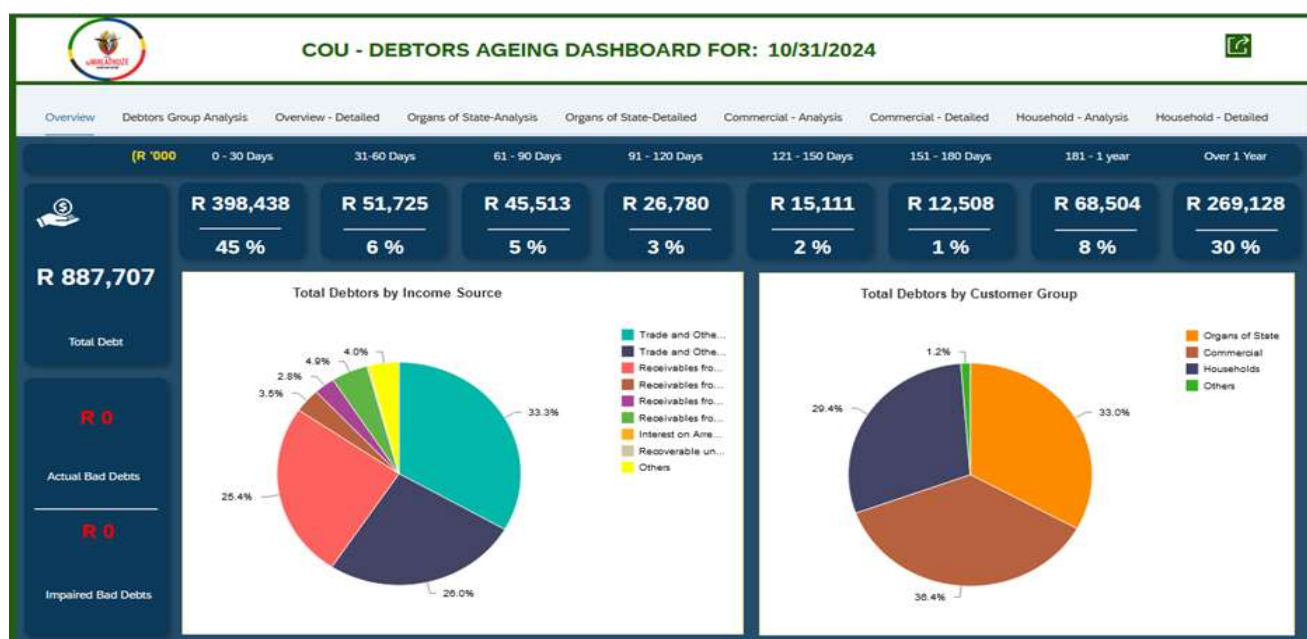 uMHLATHUZE
COU - DEBTORS AGEING DASHBOARD FOR: 10/31/2024
Overview Debtors Group Analysis Overview - Detailed Organs of State-Analysis Organs of State-Detailed Commercial - Analysis Commercial - Detailed Household - Analysis Household - Detailed
(R '000 0 - 30 Days 31-60 Days 61 - 90 Days 91 - 120 Days 121 - 150 Days 151 - 180 Days 181 - 1 year Over 1 Year
R 398,438 R 51,725 R 45,513 R 26,780 R 15,111 R 12,508 R 68,504 R 269,128
45 % 6 % 5 % 3 % 2 % 1 % 8 % 30 %
R 887,707
Total Debt
R 0
Actual Bad Debts
R 0
Impaired Bad Debts
Total Debtors by Income Source
4.0%
4.9%
2.8%
3.5%
33.3%
25.4%
26.0%
Trade and Othe...
Trade and Othe...
Receivables fro...
Receivables fro...
Receivables fro...
Receivables fro...
Interest on Arre...
Recoverable un...
Others
Total Debtors by Customer Group
1.2%
29.4%
33.0%
36.4%
Organs of State
Commercial
Households
Others